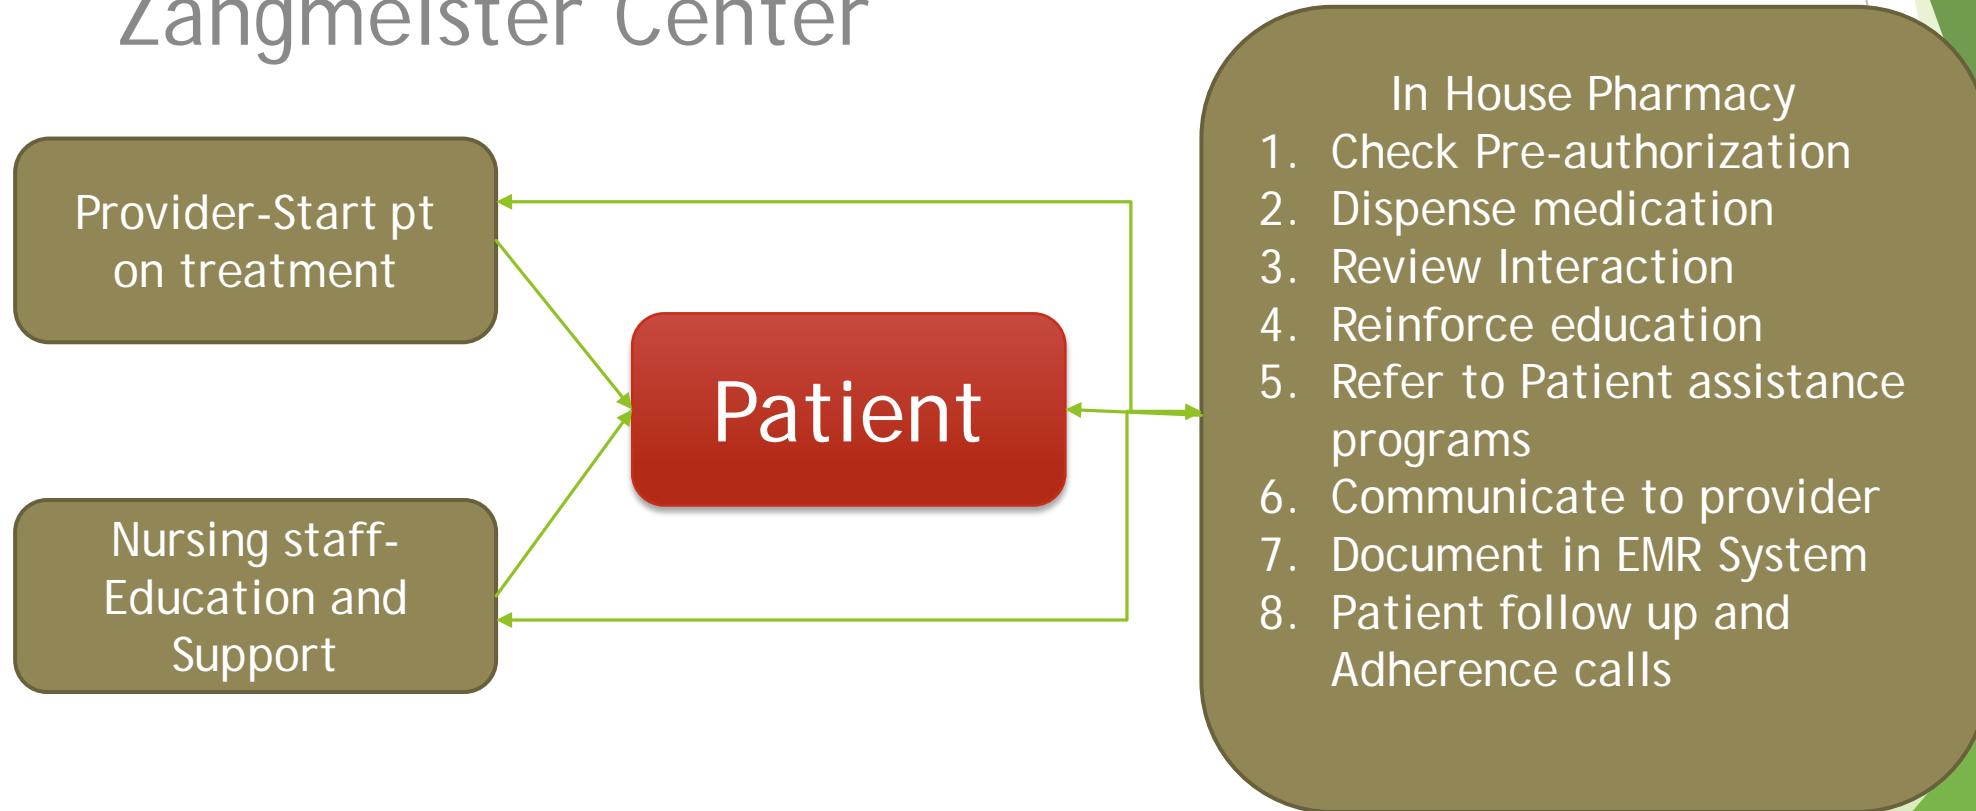 Zangmeister Center
Provider-Start pt
on treatment
Nursing staff-
Education and
Support
Patient
In House Pharmacy
1. Check Pre-authorization
2. Dispense medication
3. Review Interaction
4. Reinforce education
5. Refer to Patient assistance
programs
6. Communicate to provider
7. Document in EMR System
8. Patient follow up and
Adherence calls